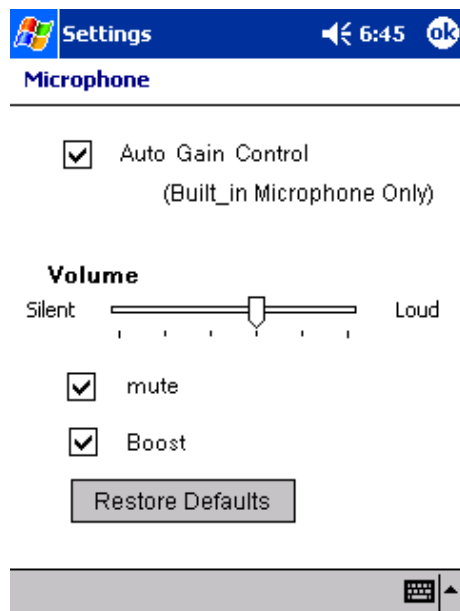 Settings 6:45 ok
Microphone
Auto Gain Control
(Built_in Microphone Only)
Volume
Silent Loud
mute
Boost
Restore Defaults